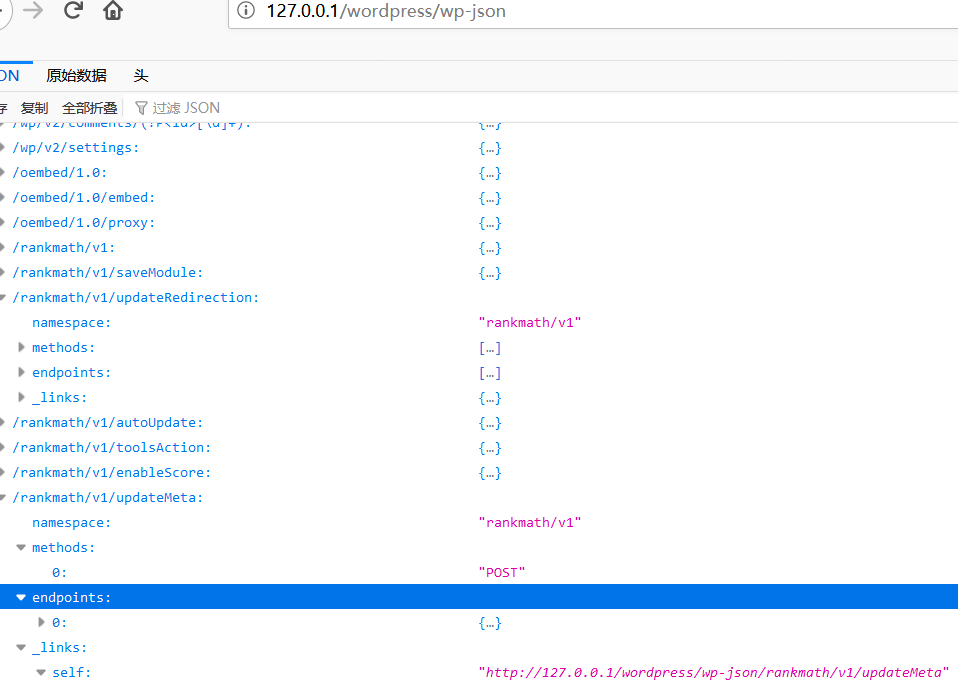 127.0.0.1/wordpress/wp-json
ON 原始数据 头
存 复制 全部折叠 过滤 JSON
/wp/v2/comments/(?P<id>[\d]+): {…}
/wp/v2/settings: {…}
/oembed/1.0: {…}
/oembed/1.0/embed: {…}
/oembed/1.0/proxy: {…}
/rankmath/v1: {…}
/rankmath/v1/saveModule: {…}
/rankmath/v1/updateRedirection:
namespace: "rankmath/v1"
methods: […]
endpoints: […]
_links: {…}
/rankmath/v1/autoUpdate: {…}
/rankmath/v1/toolsAction: {…}
/rankmath/v1/enableScore: {…}
/rankmath/v1/updateMeta:
namespace: "rankmath/v1"
methods:
0: "POST"
endpoints:
0: {…}
_links:
self: "http://127.0.0.1/wordpress/wp-json/rankmath/v1/updateMeta"